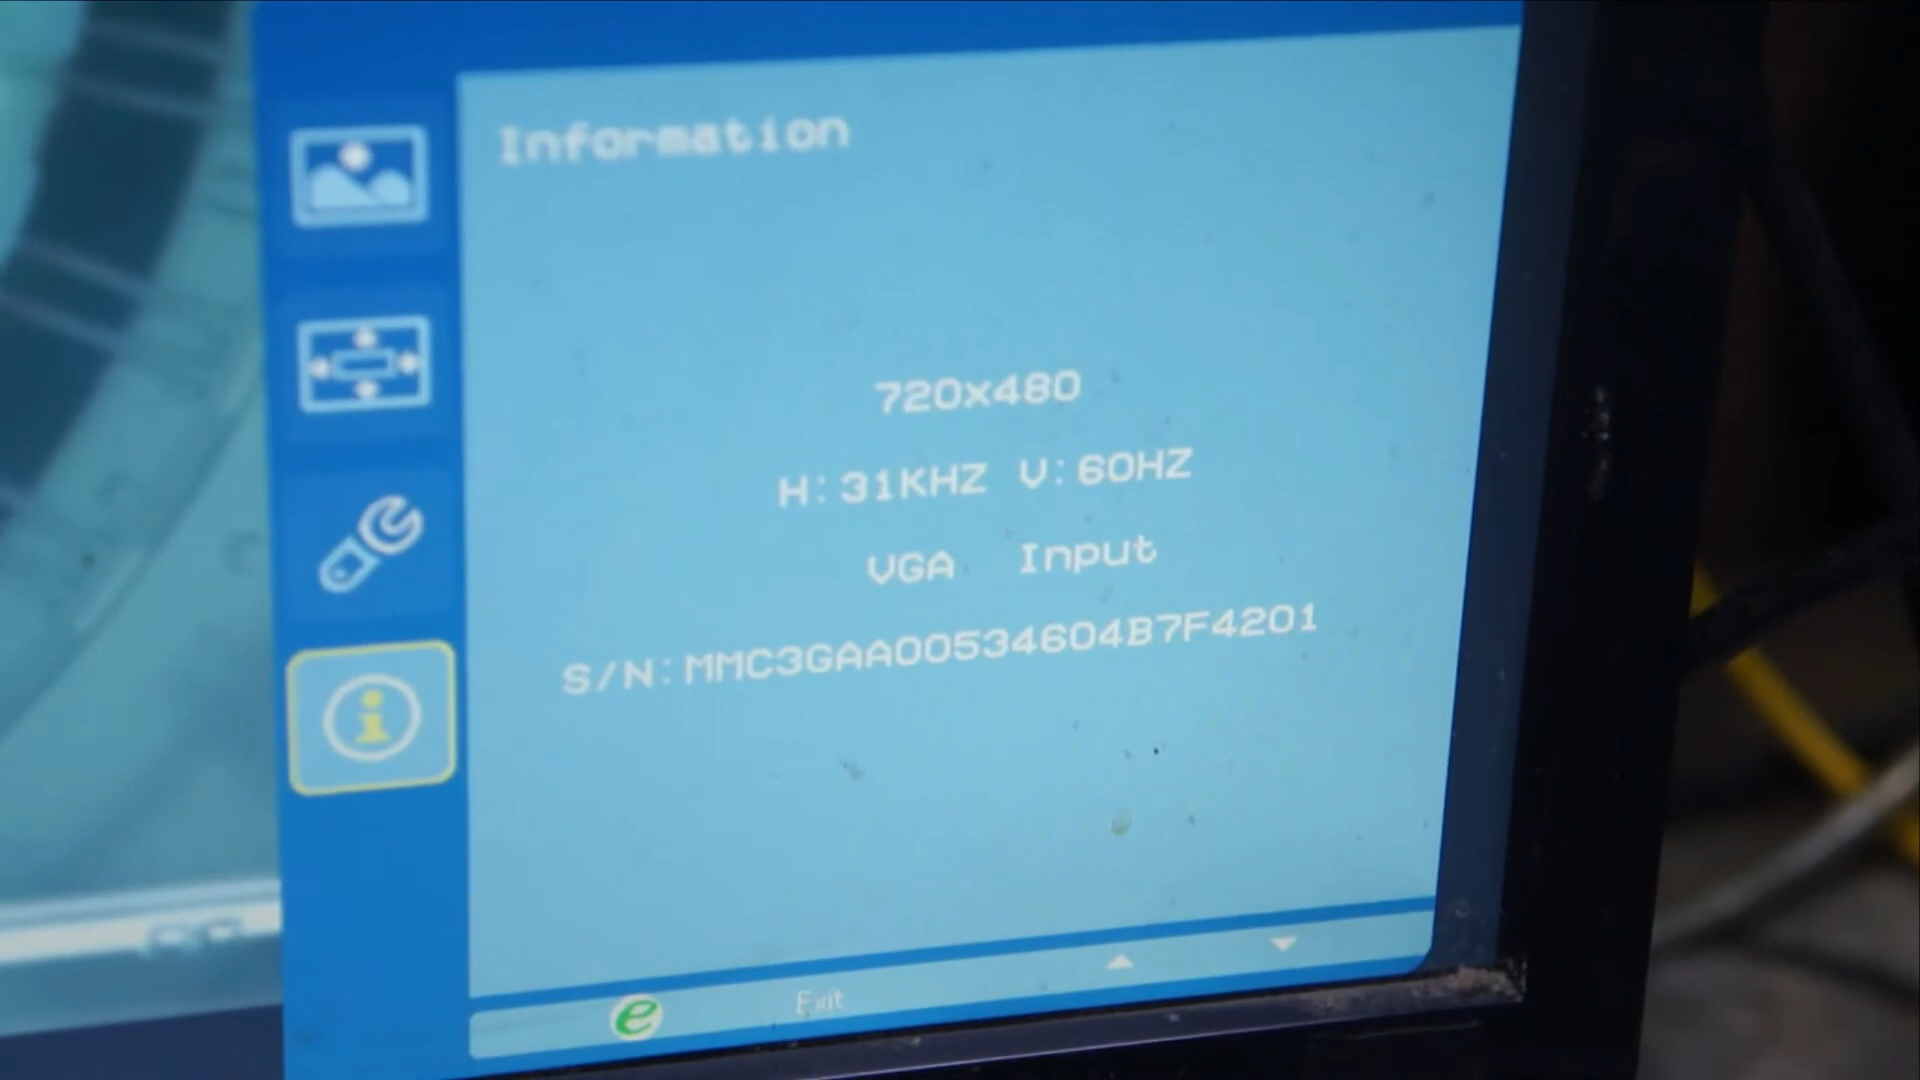 Information
720x480
H:31KHZ V:60HZ
VGA Input
S/N:MMC3GAA00534604B7F4201
e Exit